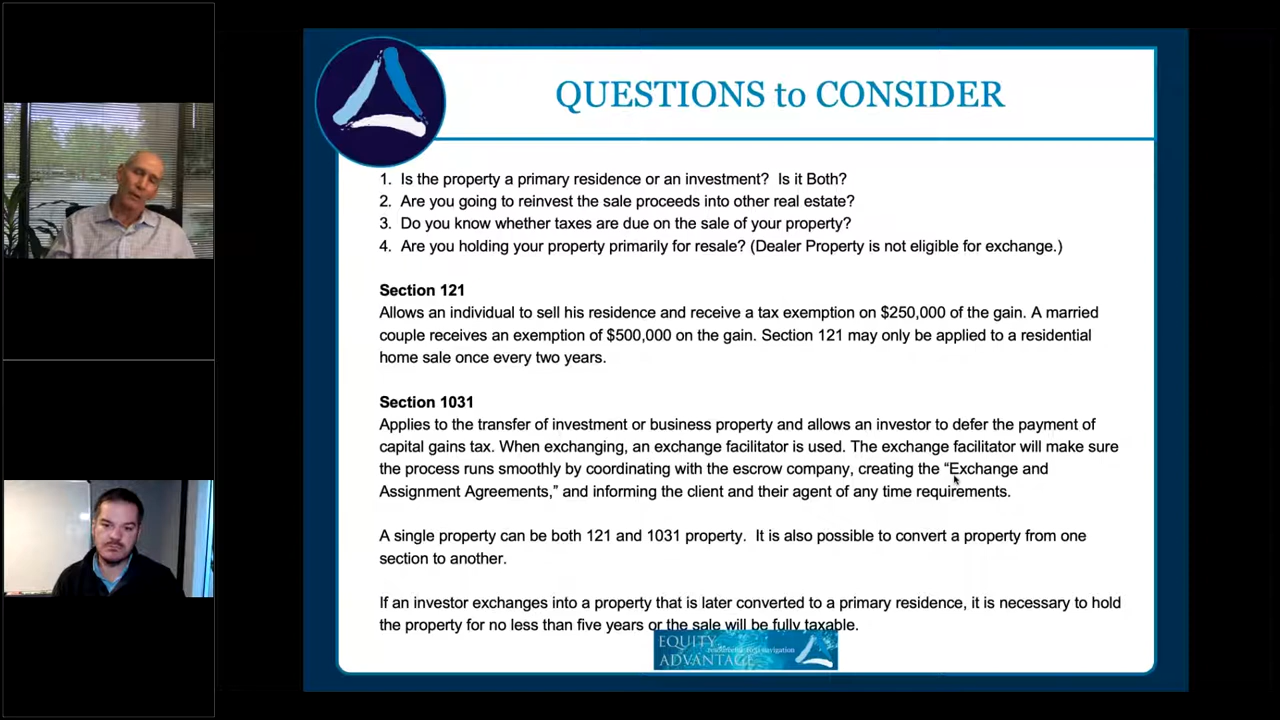 QUESTIONS to CONSIDER
1. Is the property a primary residence or an investment? Is it Both?
2. Are you going to reinvest the sale proceeds into other real estate?
3. Do you know whether taxes are due on the sale of your property?
4. Are you holding your property primarily for resale? (Dealer Property is not eligible for exchange.)
Section 121
Allows an individual to sell his residence and receive a tax exemption on $250,000 of the gain. A married
couple receives an exemption of $500,000 on the gain. Section 121 may only be applied to a residential
home sale once every two years.
Section 1031
Applies to the transfer of investment or business property and allows an investor to defer the payment of
capital gains tax. When exchanging, an exchange facilitator is used. The exchange facilitator will make sure
the process runs smoothly by coordinating with the escrow company, creating the “Exchange and
Assignment Agreements,” and informing the client and their agent of any time requirements.
A single property can be both 121 and 1031 property. It is also possible to convert a property from one
section to another.
If an investor exchanges into a property that is later converted to a primary residence, it is necessary to hold
the property for no less than five years or the sale will be fully taxable.
EQUITY
ADVANTAGE
navigation